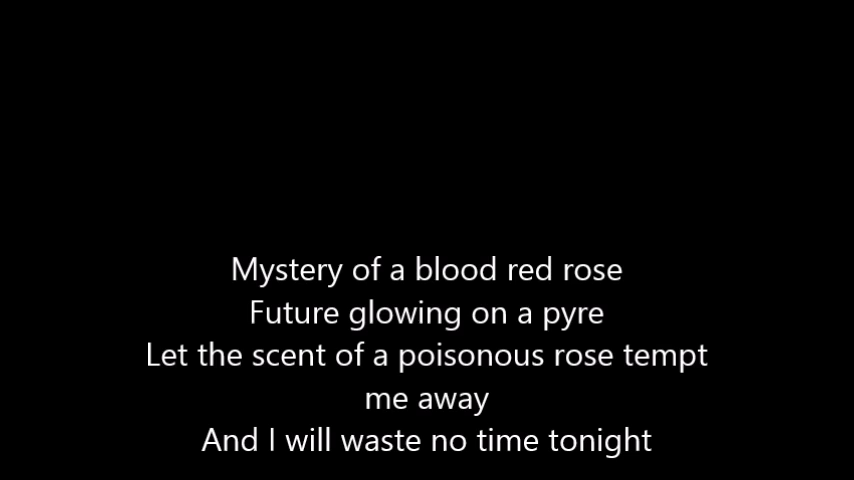 Mystery of a blood red rose
Future glowing on a pyre
Let the scent of a poisonous rose tempt
me away
And I will waste no time tonight